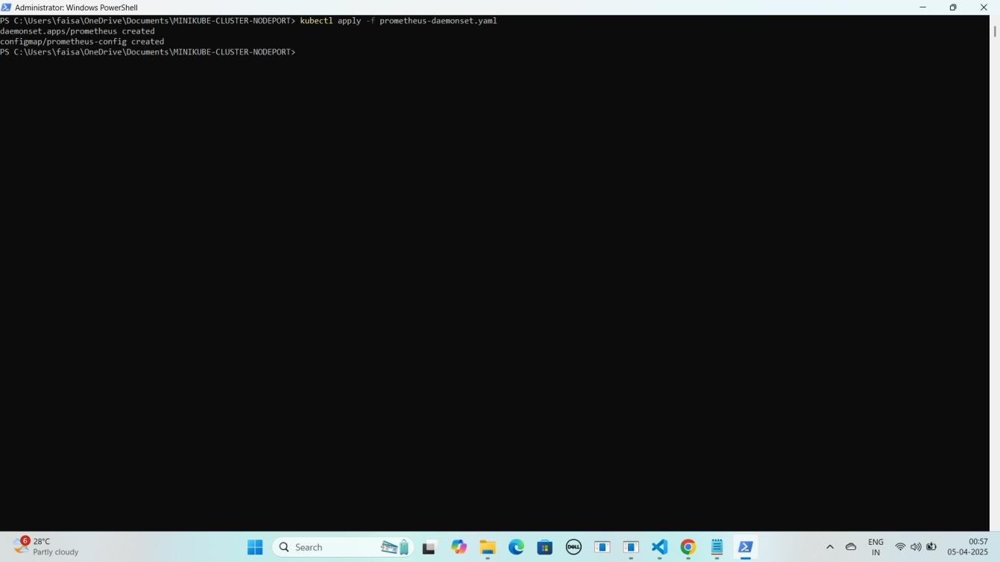 Administrator: Windows PowerShell
PS C:\Users\faisa\OneDrive\Documents\MINIKUBE-CLUSTER-NODEPORT> kubectl apply -f prometheus-daemonset.yaml
daemonset.apps/prometheus created
configmap/prometheus-config created
PS C:\Users\faisa\OneDrive\Documents\MINIKUBE-CLUSTER-NODEPORT>
6
28°C
Partly cloudy
Search
DELL
ENG
IN
00:57
05-04-2025